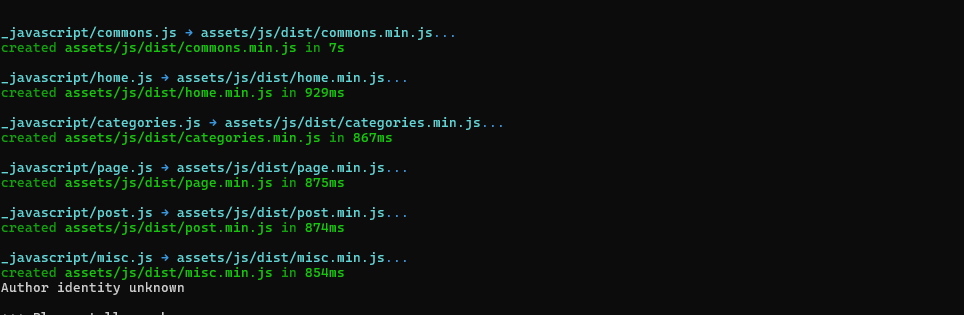 _javascript/commons.js → assets/js/dist/commons.min.js...
created assets/js/dist/commons.min.js in 7s
_javascript/home.js → assets/js/dist/home.min.js...
created assets/js/dist/home.min.js in 929ms
_javascript/categories.js → assets/js/dist/categories.min.js...
created assets/js/dist/categories.min.js in 867ms
_javascript/page.js → assets/js/dist/page.min.js...
created assets/js/dist/page.min.js in 875ms
_javascript/post.js → assets/js/dist/post.min.js...
created assets/js/dist/post.min.js in 874ms
_javascript/misc.js → assets/js/dist/misc.min.js...
created assets/js/dist/misc.min.js in 854ms
Author identity unknown